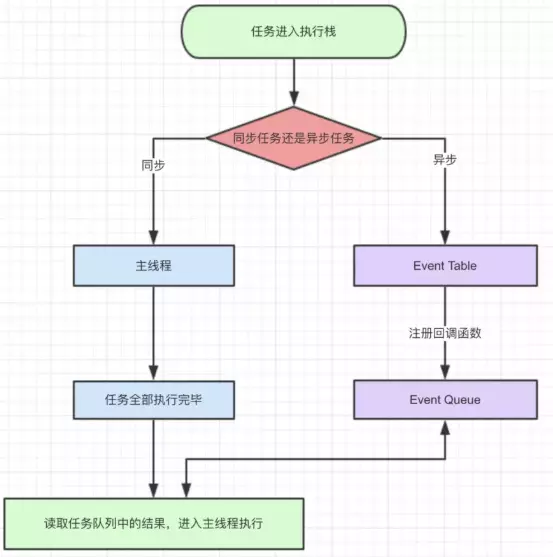 任务进入执行栈
同步任务还是异步任务
同步
异步
主线程
Event Table
注册回调函数
任务全部执行完毕
Event Queue
读取任务队列中的结果，进入主线程执行